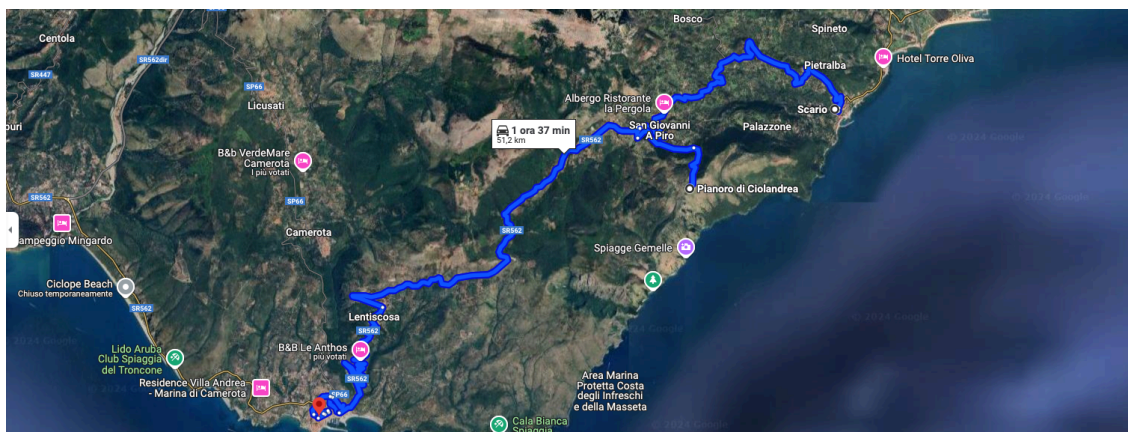 Bosco
Spineto
Centola
SR562dir
SR447
SP66
Licusati
Pietralba
Hotel Torre Oliva
Albergo Ristorante
la Pergola
Scario
1 ora 37 min
51,2 km
San Giovanni
A Piro
Palazzone
SR562
B&b VerdeMare
Camerota
I più votati
Pianoro di Ciolandrea
SR562
SP66
Camerota
SR562
ampeggio Mingardo
Spiagge Gemelle
Ciclope Beach
Chiuso temporaneamente
SR562
Lentiscosa
SR562
B&B Le Anthos
I più votati
Lido Aruba
Club Spiaggia
del Troncone
SR562
Residence Villa Andrea
- Marina di Camerota
SP66
Area Marina
Protetta Costa
degli Infreschi
e della Masseta
Cala Bianca
Spiaggia
© 2024 Google